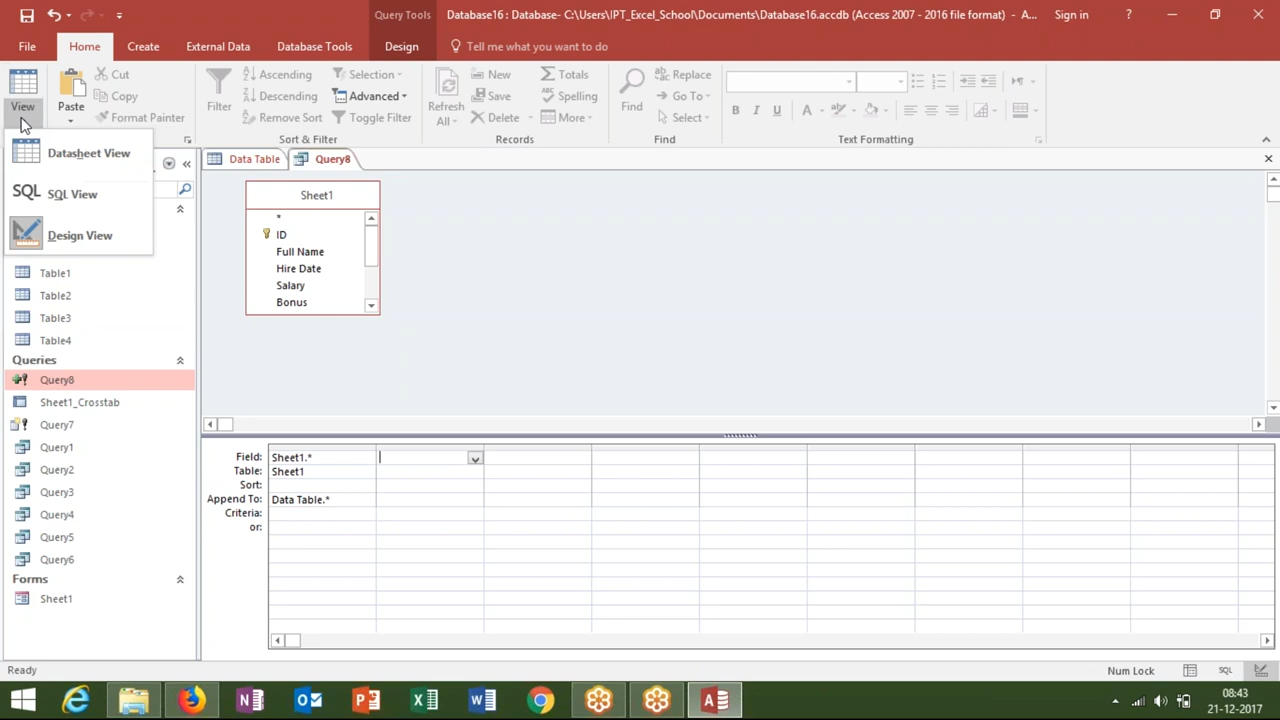 Query Tools
Database16 : Database- C:\Users\IPT_Excel_School\Documents\Database16.accdb (Access 2007 - 2016 file format) - A...
Sign in
?
File
Home
Create
External Data
Database Tools
Design
Tell me what you want to do
View
Paste
Cut
Copy
Format Painter
Filter
Ascending
Descending
Remove Sort
Selection
Advanced
Toggle Filter
Sort & Filter
Refresh
All
New
Save
Delete
Totals
Spelling
More
Records
Find
Replace
Go To
Select
Find
B I U A
Text Formatting
Datasheet View
SQL SQL View
Design View
Data Table
Query8
Sheet1
*
ID
Full Name
Hire Date
Salary
Bonus
Table1
Table2
Table3
Table4
Queries
Query8
Sheet1_Crosstab
Query7
Query1
Query2
Query3
Query4
Query5
Query6
Forms
Sheet1
Field: Sheet1.*
Table: Sheet1
Sort:
Append To: Data Table.*
Criteria:
or:
Ready
Num Lock
SQL
08:43
21-12-2017